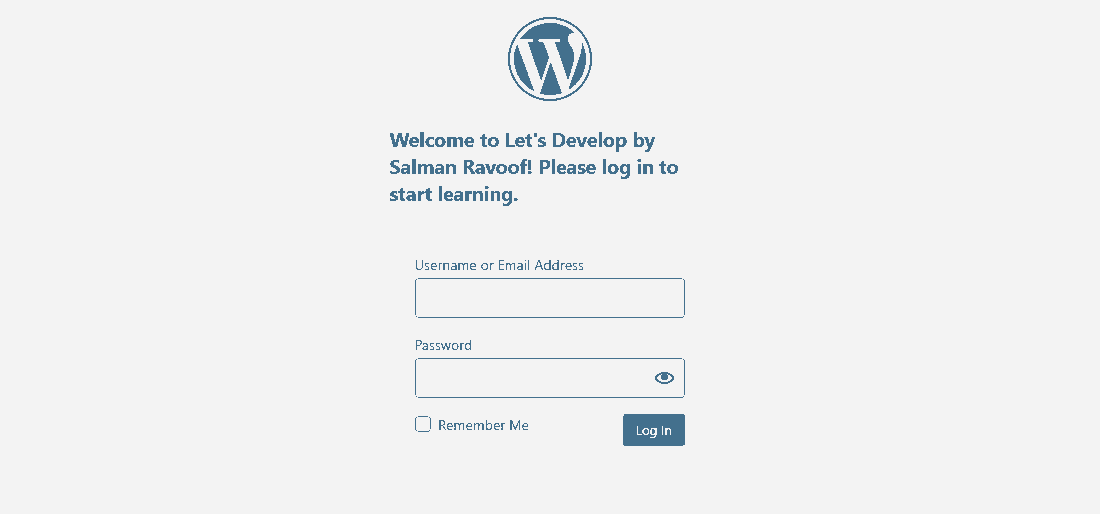 Welcome to Let's Develop by
Salman Ravoof! Please log in to
start learning.
Username or Email Address
Password
Remember Me
Log In